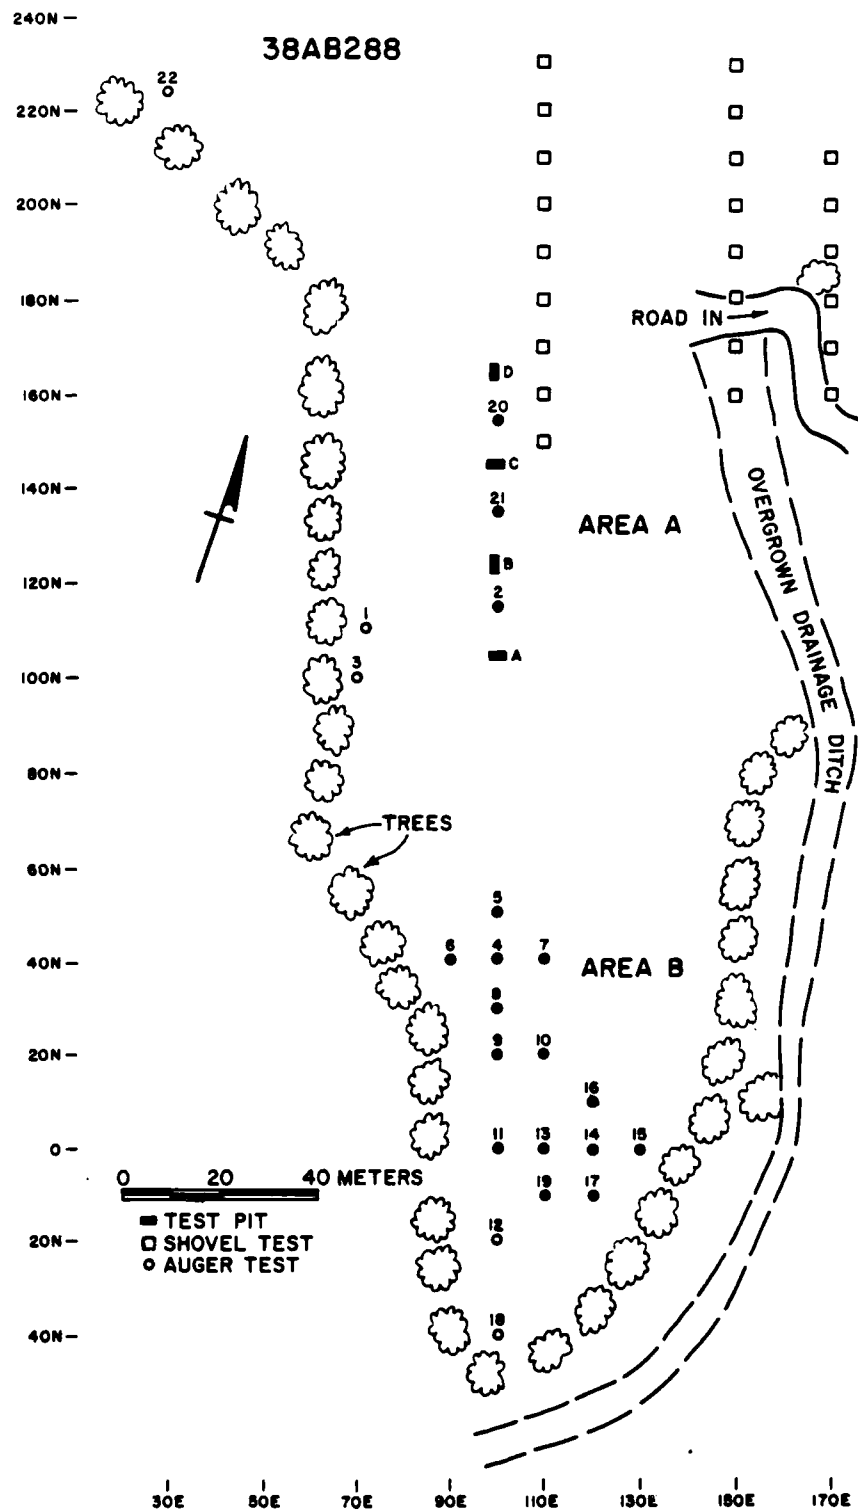 240N
38AB288
22
220N
200N
180N
ROAD IN
D
160N
20
C
140N
21
AREA A
OVERGROWN DRAINAGE DITCH
B
120N
2
1
A
3
100N
80N
TREES
60N
5
6 4 7
40N
AREA B
8
20N
9 10
16
0
11 13 14 15
0 20 40 METERS
19 17
TEST PIT
SHOVEL TEST
AUGER TEST
12
20N
18
40N
30E 50E 70E 90E 110E 130E 150E 170E